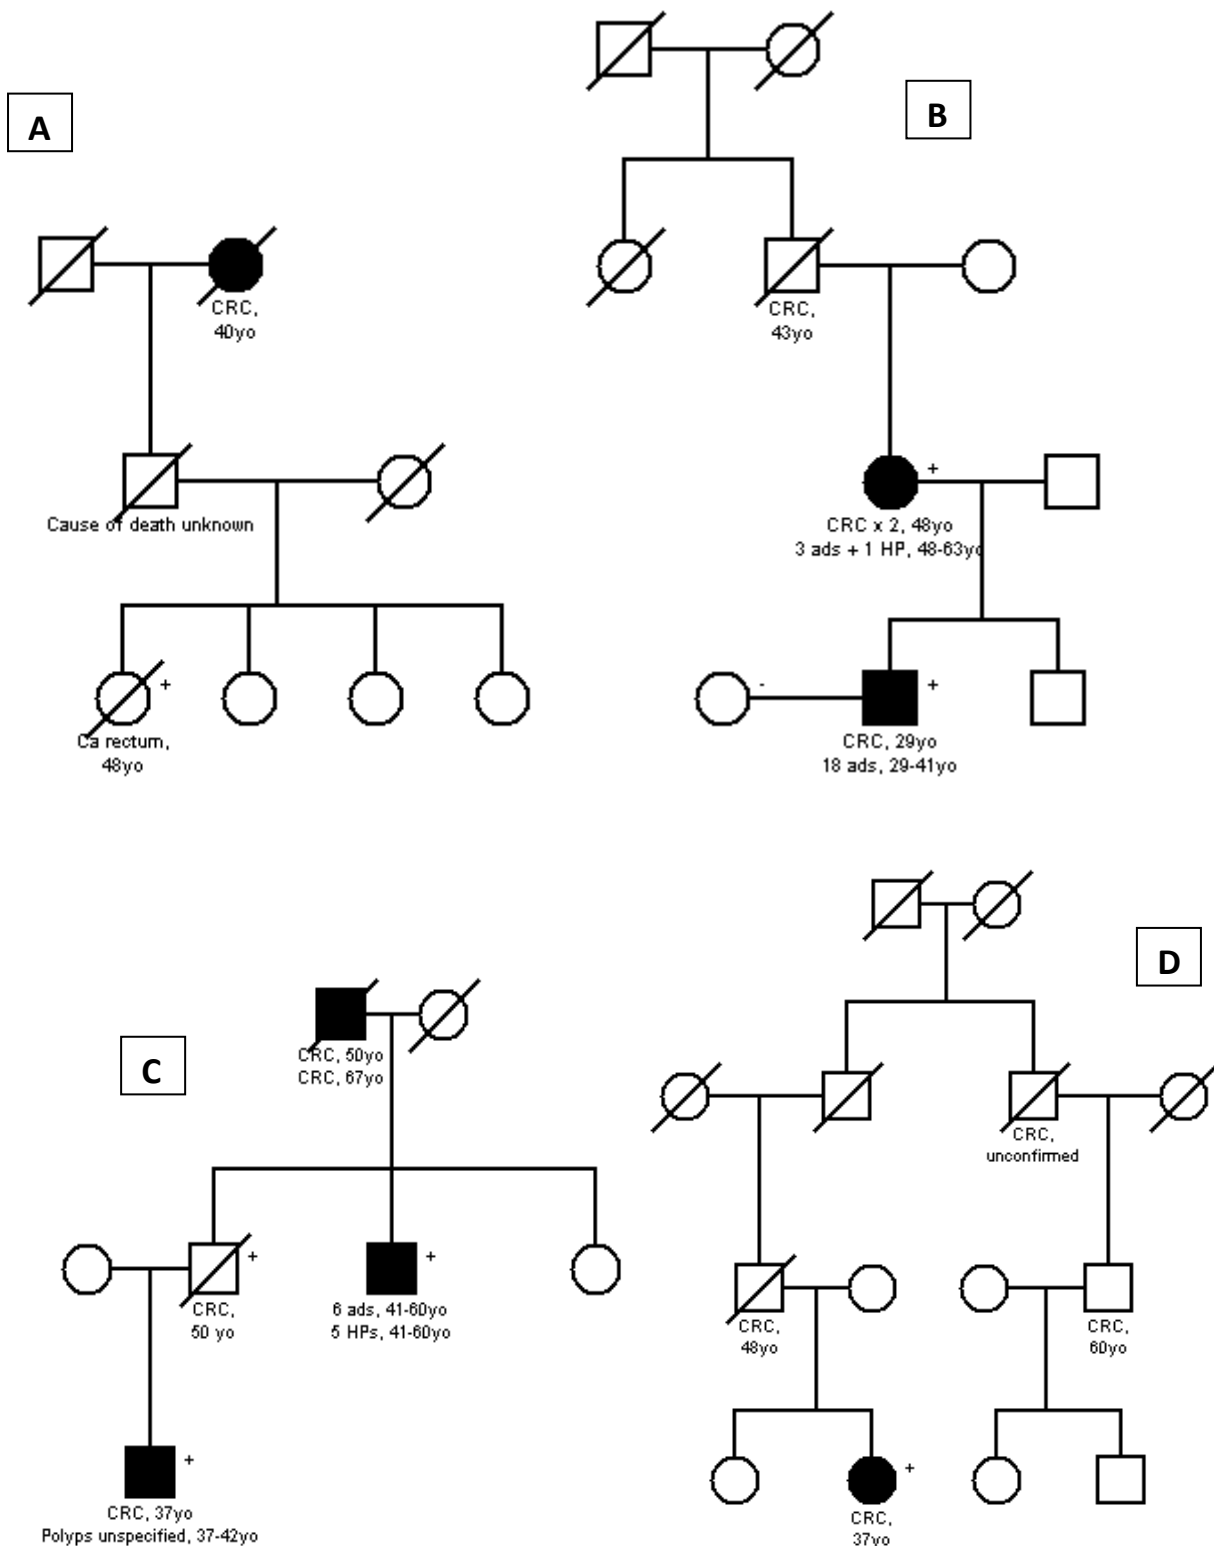 A
CRC,
40yo
Cause of death unknown
+
Ca rectum,
48yo
B
CRC,
43yo
+
CRC x 2, 48yo
3 ads + 1 HP, 48-63yo
-
+
CRC, 29yo
18 ads, 29-41yo
C
CRC, 50yo
CRC, 67yo
+
CRC,
50 yo
+
6 ads, 41-60yo
5 HPs, 41-60yo
+
CRC, 37yo
Polyps unspecified, 37-42yo
D
CRC,
unconfirmed
CRC,
48yo
CRC,
60yo
+
CRC,
37yo